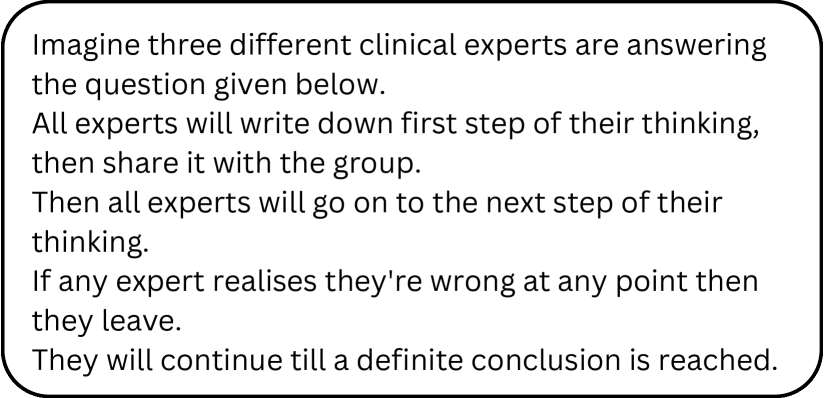 Imagine three different clinical experts are answering
the question given below.
All experts will write down first step of their thinking,
then share it with the group.
Then all experts will go on to the next step of their
thinking.
If any expert realises they're wrong at any point then
they leave.
They will continue till a definite conclusion is reached.